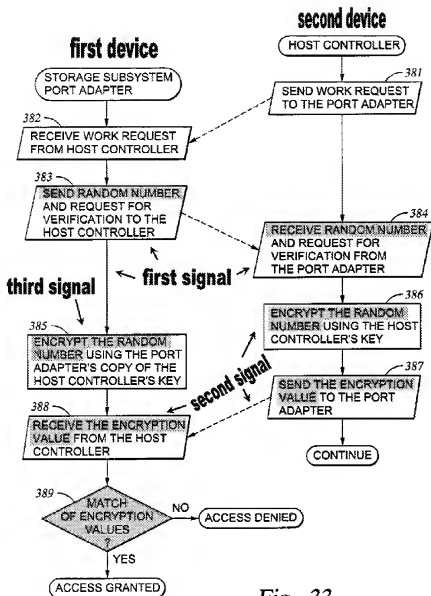 second device
first device
HOST CONTROLLER
STORAGE SUBSYSTEM
PORT ADAPTER
381
SEND WORK REQUEST
TO THE PORT ADAPTER
382
RECEIVE WORK REQUEST
FROM HOST CONTROLLER
383
SEND RANDOM NUMBER
AND REQUEST FOR
VERIFICATION TO THE
HOST CONTROLLER
384
RECEIVE RANDOM NUMBER
AND REQUEST FOR
VERIFICATION FROM
THE PORT ADAPTER
first signal
third signal
386
ENCRYPT THE RANDOM
NUMBER USING THE HOST
CONTROLLER'S KEY
385
ENCRYPT THE RANDOM
NUMBER USING THE PORT
ADAPTER'S COPY OF THE
HOST CONTROLLER'S KEY
second signal
387
SEND THE ENCRYPTION
VALUE TO THE PORT
ADAPTER
388
RECEIVE THE ENCRYPTION
VALUE FROM THE HOST
CONTROLLER
CONTINUE
389
MATCH
OF ENCRYPTION
VALUES
?
NO
ACCESS DENIED
YES
ACCESS GRANTED